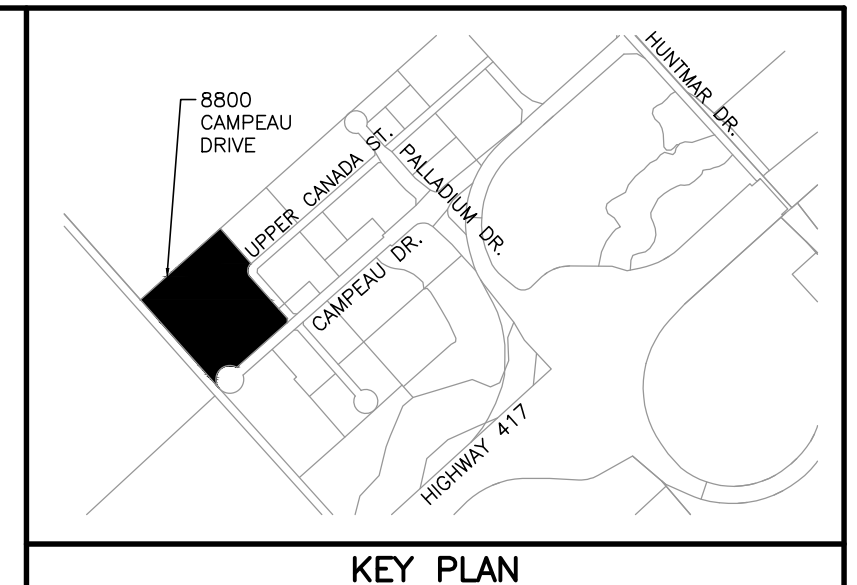 HUNTMAR DR.
8800
CAMPEAU
DRIVE
UPPER CANADA ST.
PALLADIUM DR.
CAMPEAU DR.
HIGHWAY 417
KEY PLAN